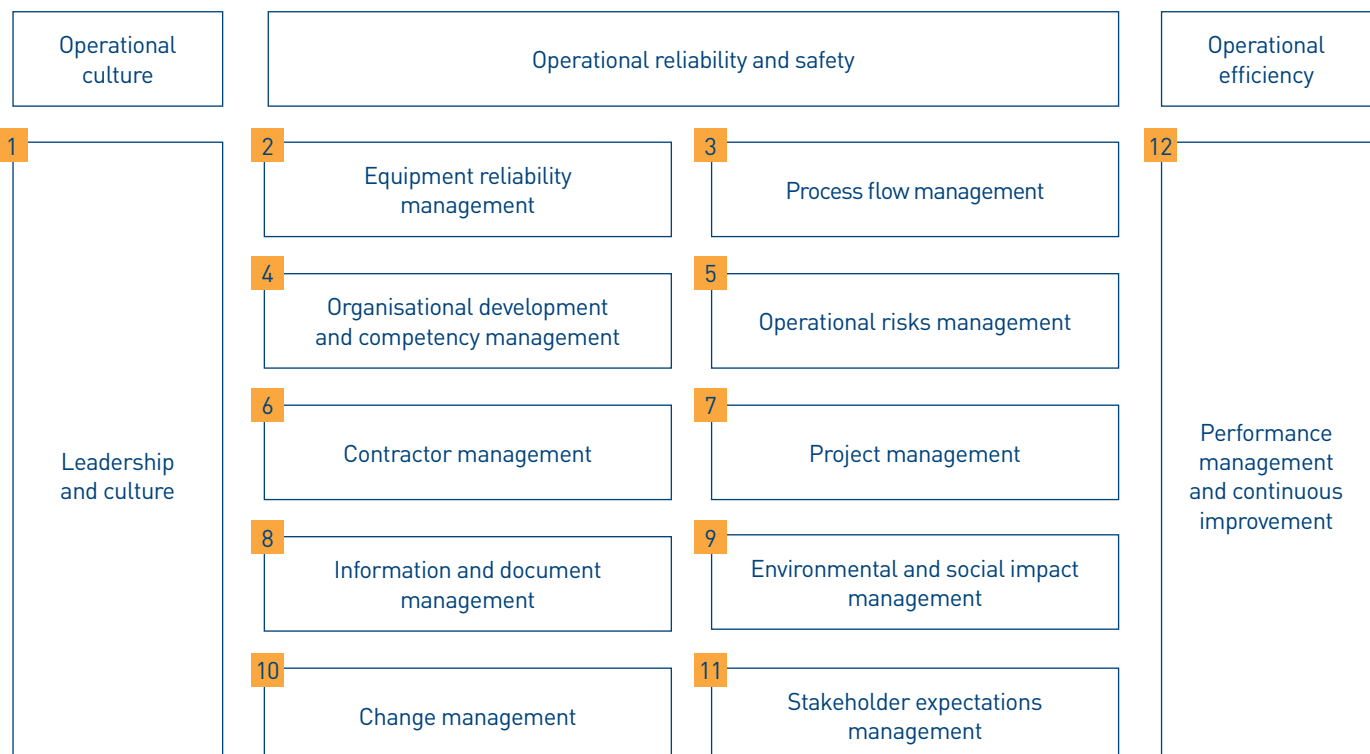 Operational
culture
Operational reliability and safety
Operational
efficiency
1
Leadership
and culture
2
Equipment reliability
management
3
Process flow management
4
Organisational development
and competency management
5
Operational risks management
6
Contractor management
7
Project management
8
Information and document
management
9
Environmental and social impact
management
10
Change management
11
Stakeholder expectations
management
12
Performance
management
and continuous
improvement